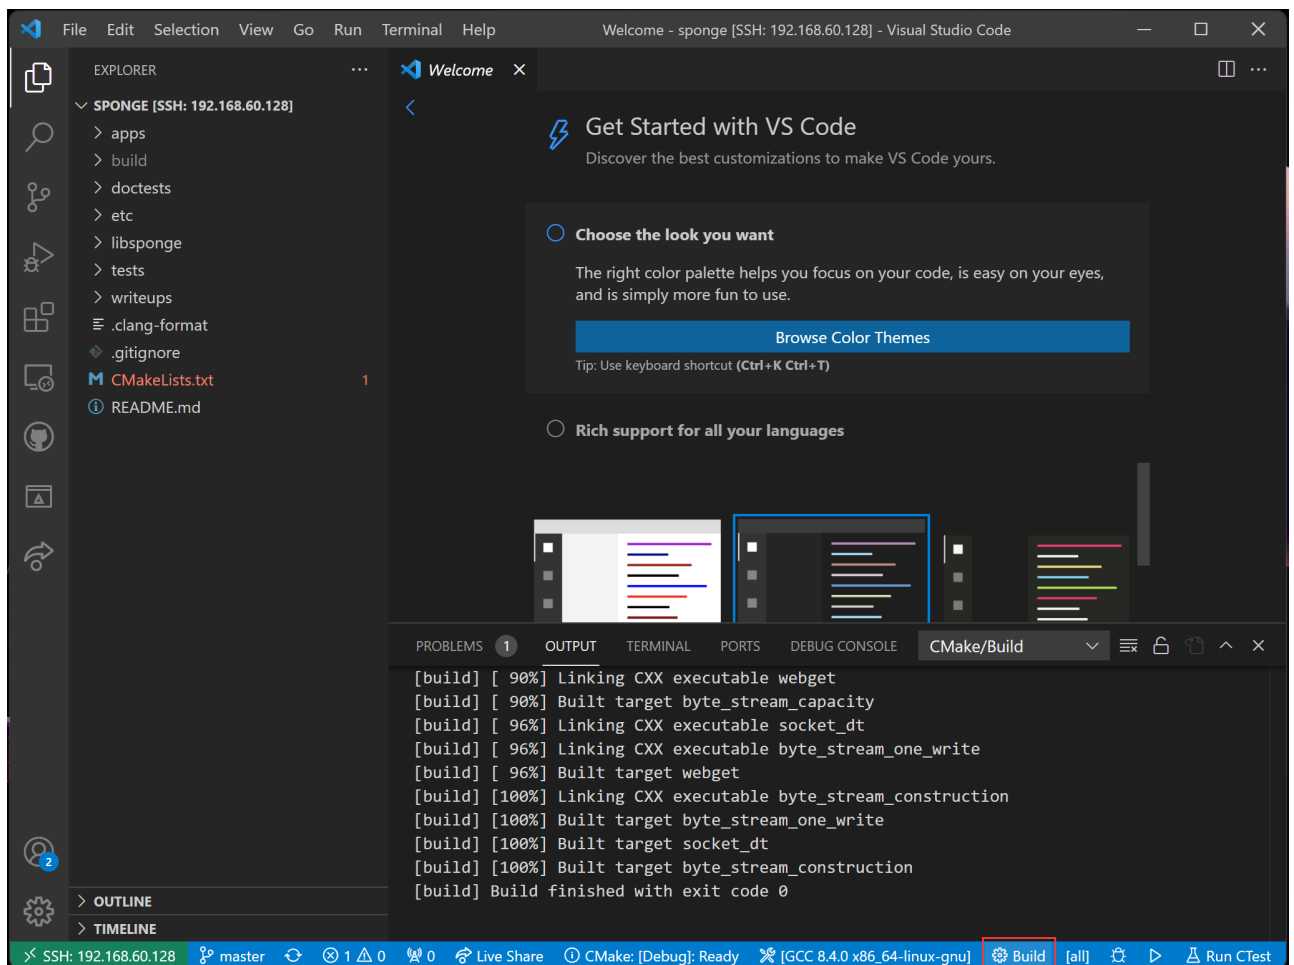 File Edit Selection View Go Run Terminal Help Welcome - sponge [SSH: 192.168.60.128] - Visual Studio Code
EXPLORER
SPONGE [SSH: 192.168.60.128]
apps
build
doctests
etc
libsponge
tests
writeups
.clang-format
.gitignore
CMakeLists.txt 1
README.md
OUTLINE
TIMELINE
2
Welcome
Get Started with VS Code
Discover the best customizations to make VS Code yours.
Choose the look you want
The right color palette helps you focus on your code, is easy on your eyes,
and is simply more fun to use.
Browse Color Themes
Tip: Use keyboard shortcut (Ctrl+K Ctrl+T)
Rich support for all your languages
PROBLEMS 1 OUTPUT TERMINAL PORTS DEBUG CONSOLE CMake/Build
[build] [ 90%] Linking CXX executable webget
[build] [ 90%] Built target byte_stream_capacity
[build] [ 96%] Linking CXX executable socket_dt
[build] [ 96%] Linking CXX executable byte_stream_one_write
[build] [ 96%] Built target webget
[build] [100%] Linking CXX executable byte_stream_construction
[build] [100%] Built target byte_stream_one_write
[build] [100%] Built target socket_dt
[build] [100%] Built target byte_stream_construction
[build] Build finished with exit code 0
SSH: 192.168.60.128 master 1 0 0 Live Share CMake: [Debug]: Ready [GCC 8.4.0 x86_64-linux-gnu] Build [all] Run CTest